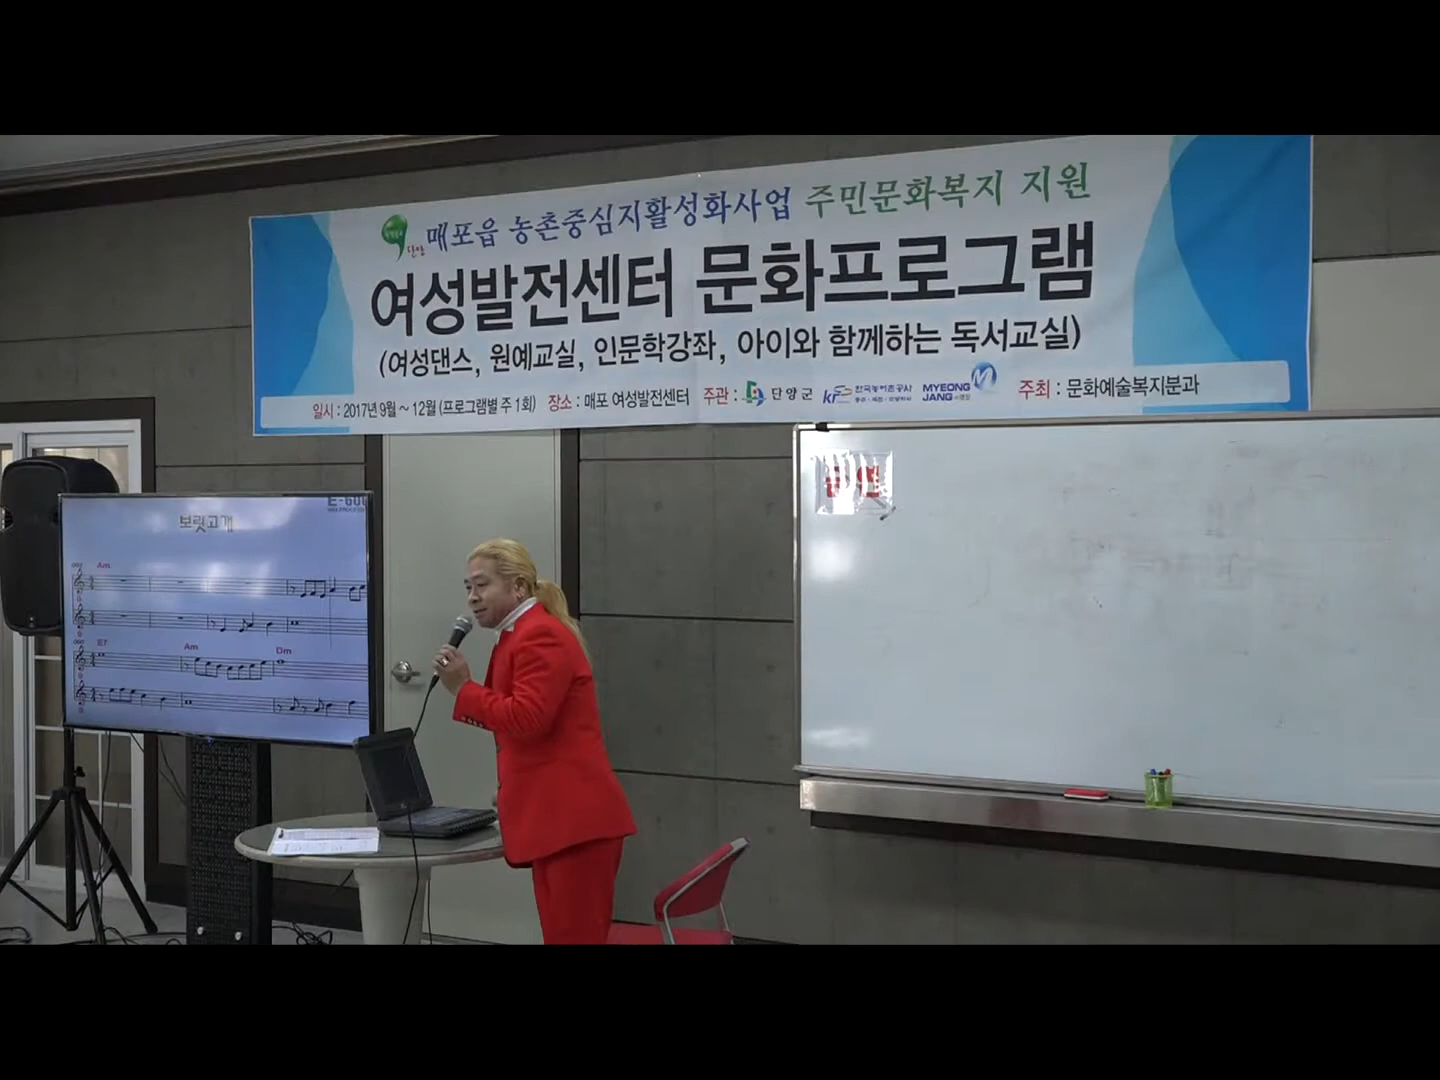 단양 매포읍 농촌중심지활성화사업 주민문화복지 지원
여성발전센터 문화프로그램
(여성댄스, 원예교실, 인문학강좌, 아이와 함께하는 독서교실)
일시 : 2017년 9월 ~ 12월 (프로그램별 주 1회) 장소 : 매포 여성발전센터 주관 : 단양군 한국농어촌공사 MYEONG JANG 주최 : 문화예술복지분과
금연
보릿고개
Am
E7 Am Dm